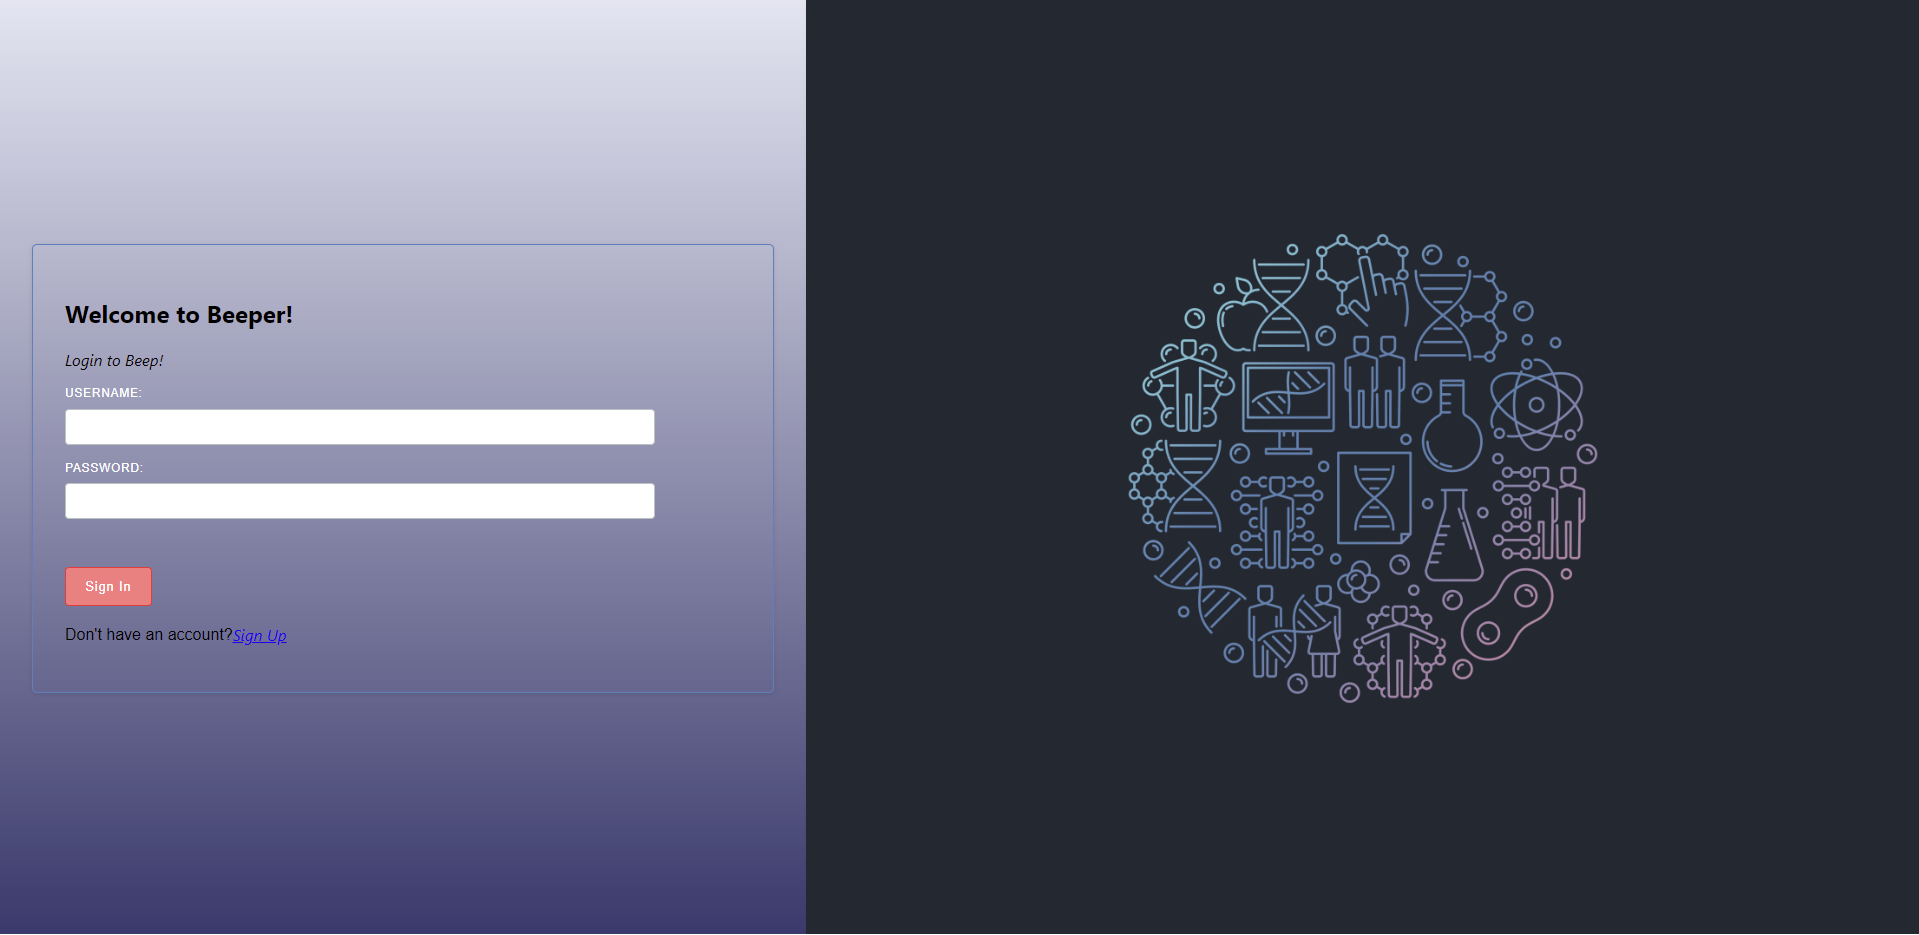 Welcome to Beeper!
Login to Beep!
USERNAME:
PASSWORD:
Sign In
Don't have an account?Sign Up